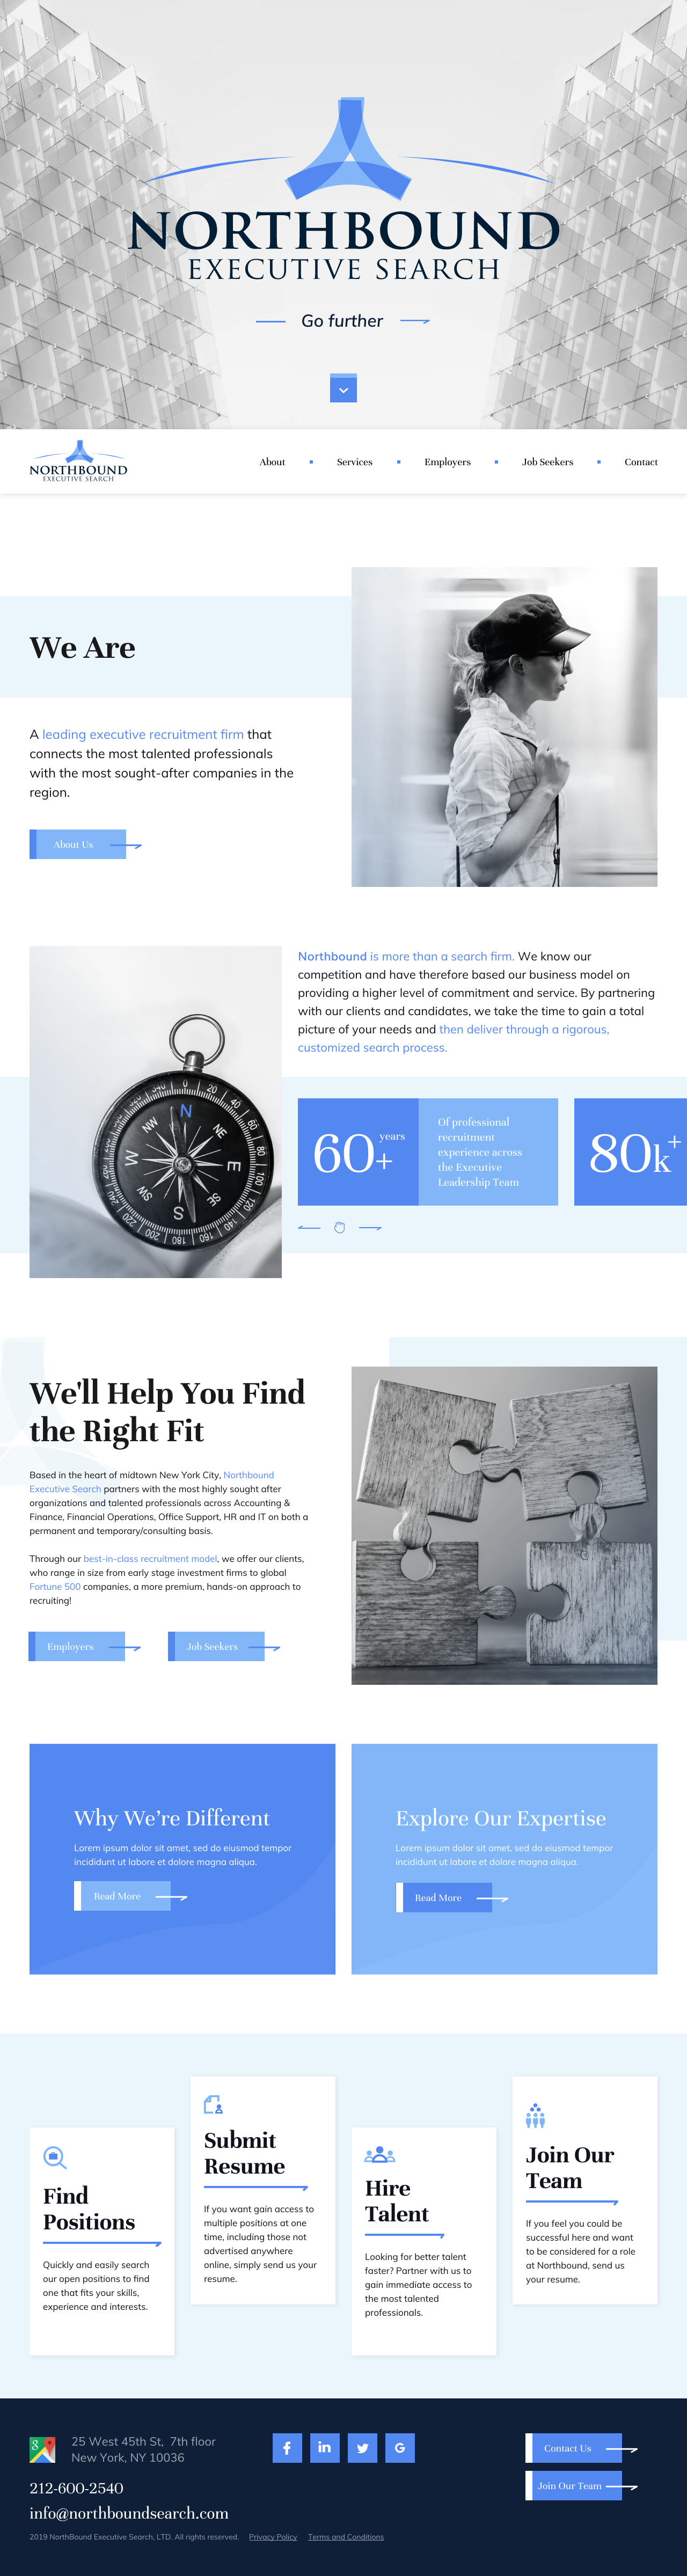 NORTHBOUND
EXECUTIVE SEARCH
Go further
NORTHBOUND
EXECUTIVE SEARCH
About
Services
Employers
Job Seekers
Contact
We Are
A leading executive recruitment firm that
connects the most talented professionals
with the most sought-after companies in the
region.
About Us
Northbound is more than a search firm. We know our
competition and have therefore based our business model on
providing a higher level of commitment and service. By partnering
with our clients and candidates, we take the time to gain a total
picture of your needs and then deliver through a rigorous,
customized search process.
N
NE
E
SE
S
SW
W
NW
60+ years
Of professional
recruitment
experience across
the Executive
Leadership Team
80k+
We'll Help You Find
the Right Fit
Based in the heart of midtown New York City, Northbound
Executive Search partners with the most highly sought after
organizations and talented professionals across Accounting &
Finance, Financial Operations, Office Support, HR and IT on both a
permanent and temporary/consulting basis.
Through our best-in-class recruitment model, we offer our clients,
who range in size from early stage investment firms to global
Fortune 500 companies, a more premium, hands-on approach to
recruiting!
Employers
Job Seekers
Why We're Different
Lorem ipsum dolor sit amet, sed do eiusmod tempor
incididunt ut labore et dolore magna aliqua.
Read More
Explore Our Expertise
Lorem ipsum dolor sit amet, sed do eiusmod tempor
incididunt ut labore et dolore magna aliqua.
Read More
Find
Positions
Quickly and easily search
our open positions to find
one that fits your skills,
experience and interests.
Submit
Resume
If you want gain access to
multiple positions at one
time, including those not
advertised anywhere
online, simply send us your
resume.
Hire
Talent
Looking for better talent
faster? Partner with us to
gain immediate access to
the most talented
professionals.
Join Our
Team
If you feel you could be
successful here and want
to be considered for a role
at Northbound, send us
your resume.
25 West 45th St, 7th floor
New York, NY 10036
212-600-2540
info@northboundsearch.com
2019 NorthBound Executive Search, LTD. All rights reserved.
Privacy Policy
Terms and Conditions
Contact Us
Join Our Team